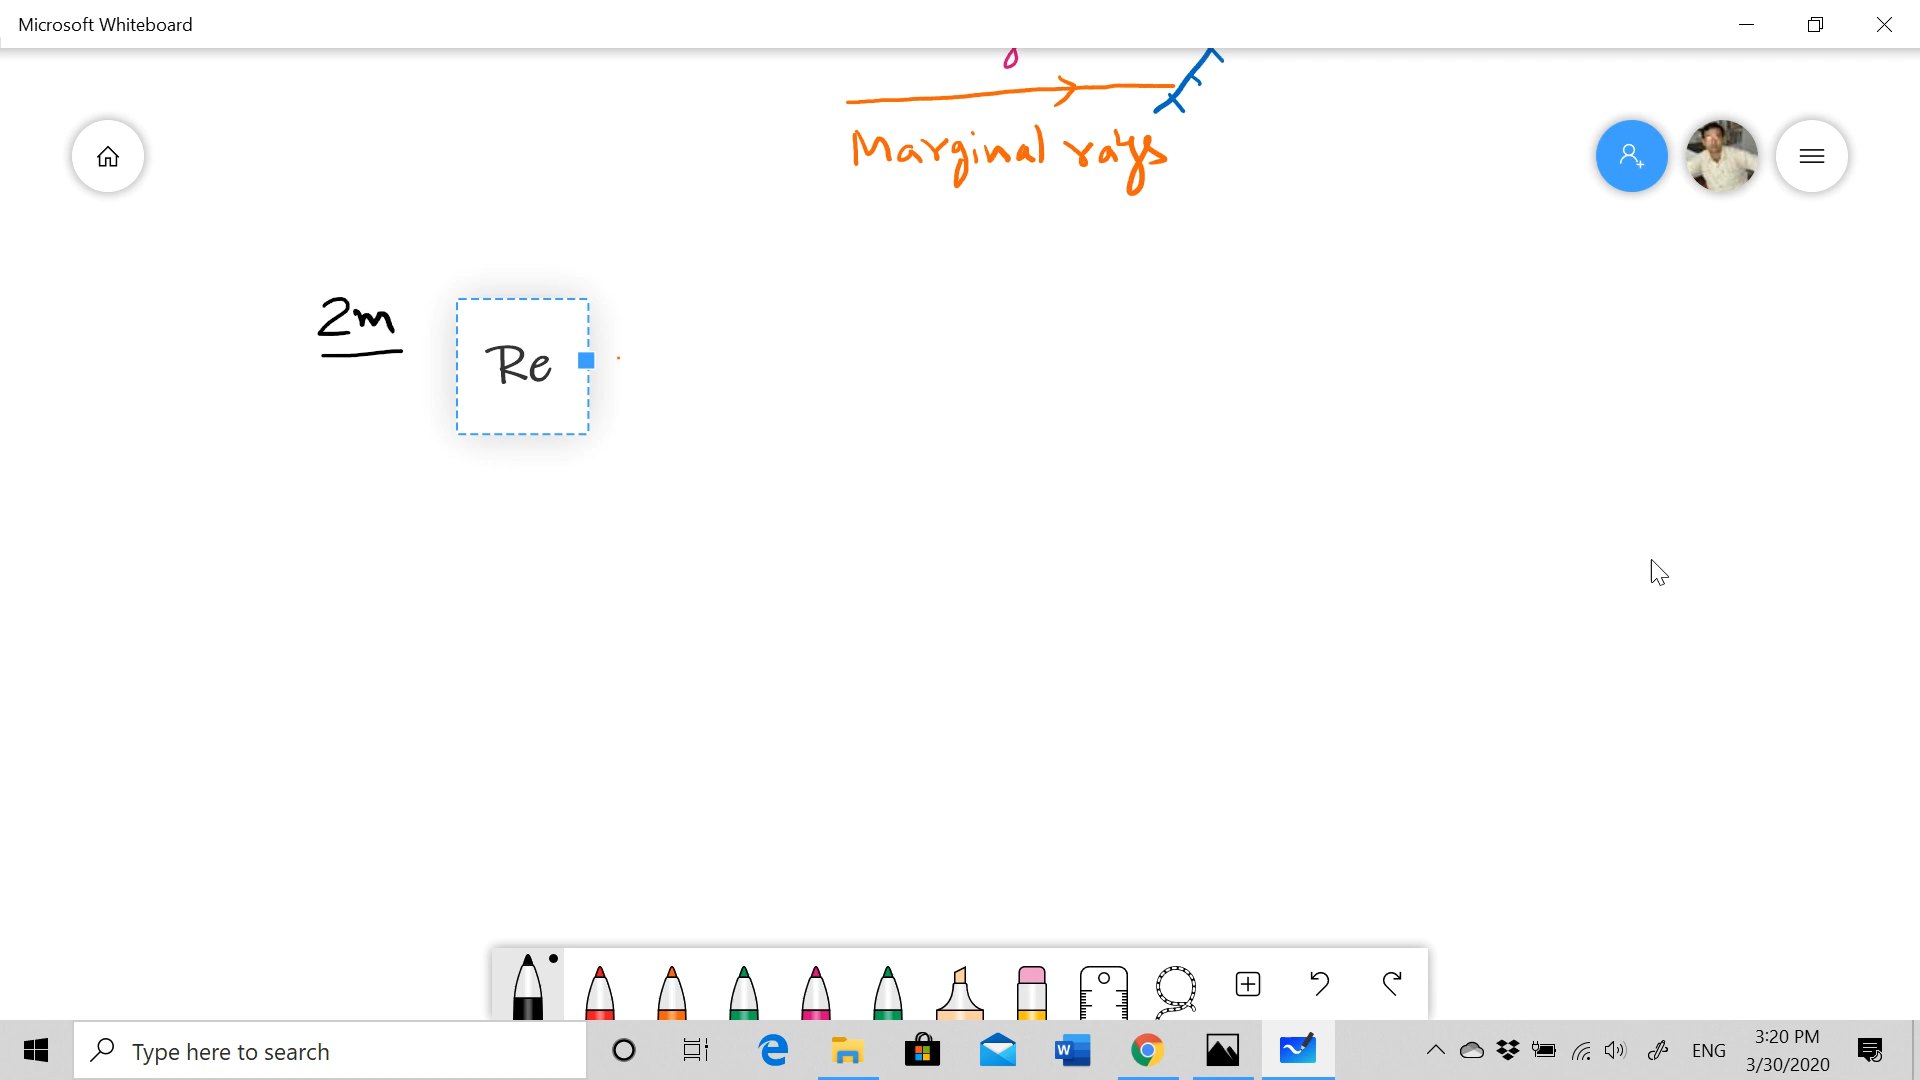 Microsoft Whiteboard
Marginal rays
2m
Re
Type here to search
ENG
3:20 PM
3/30/2020